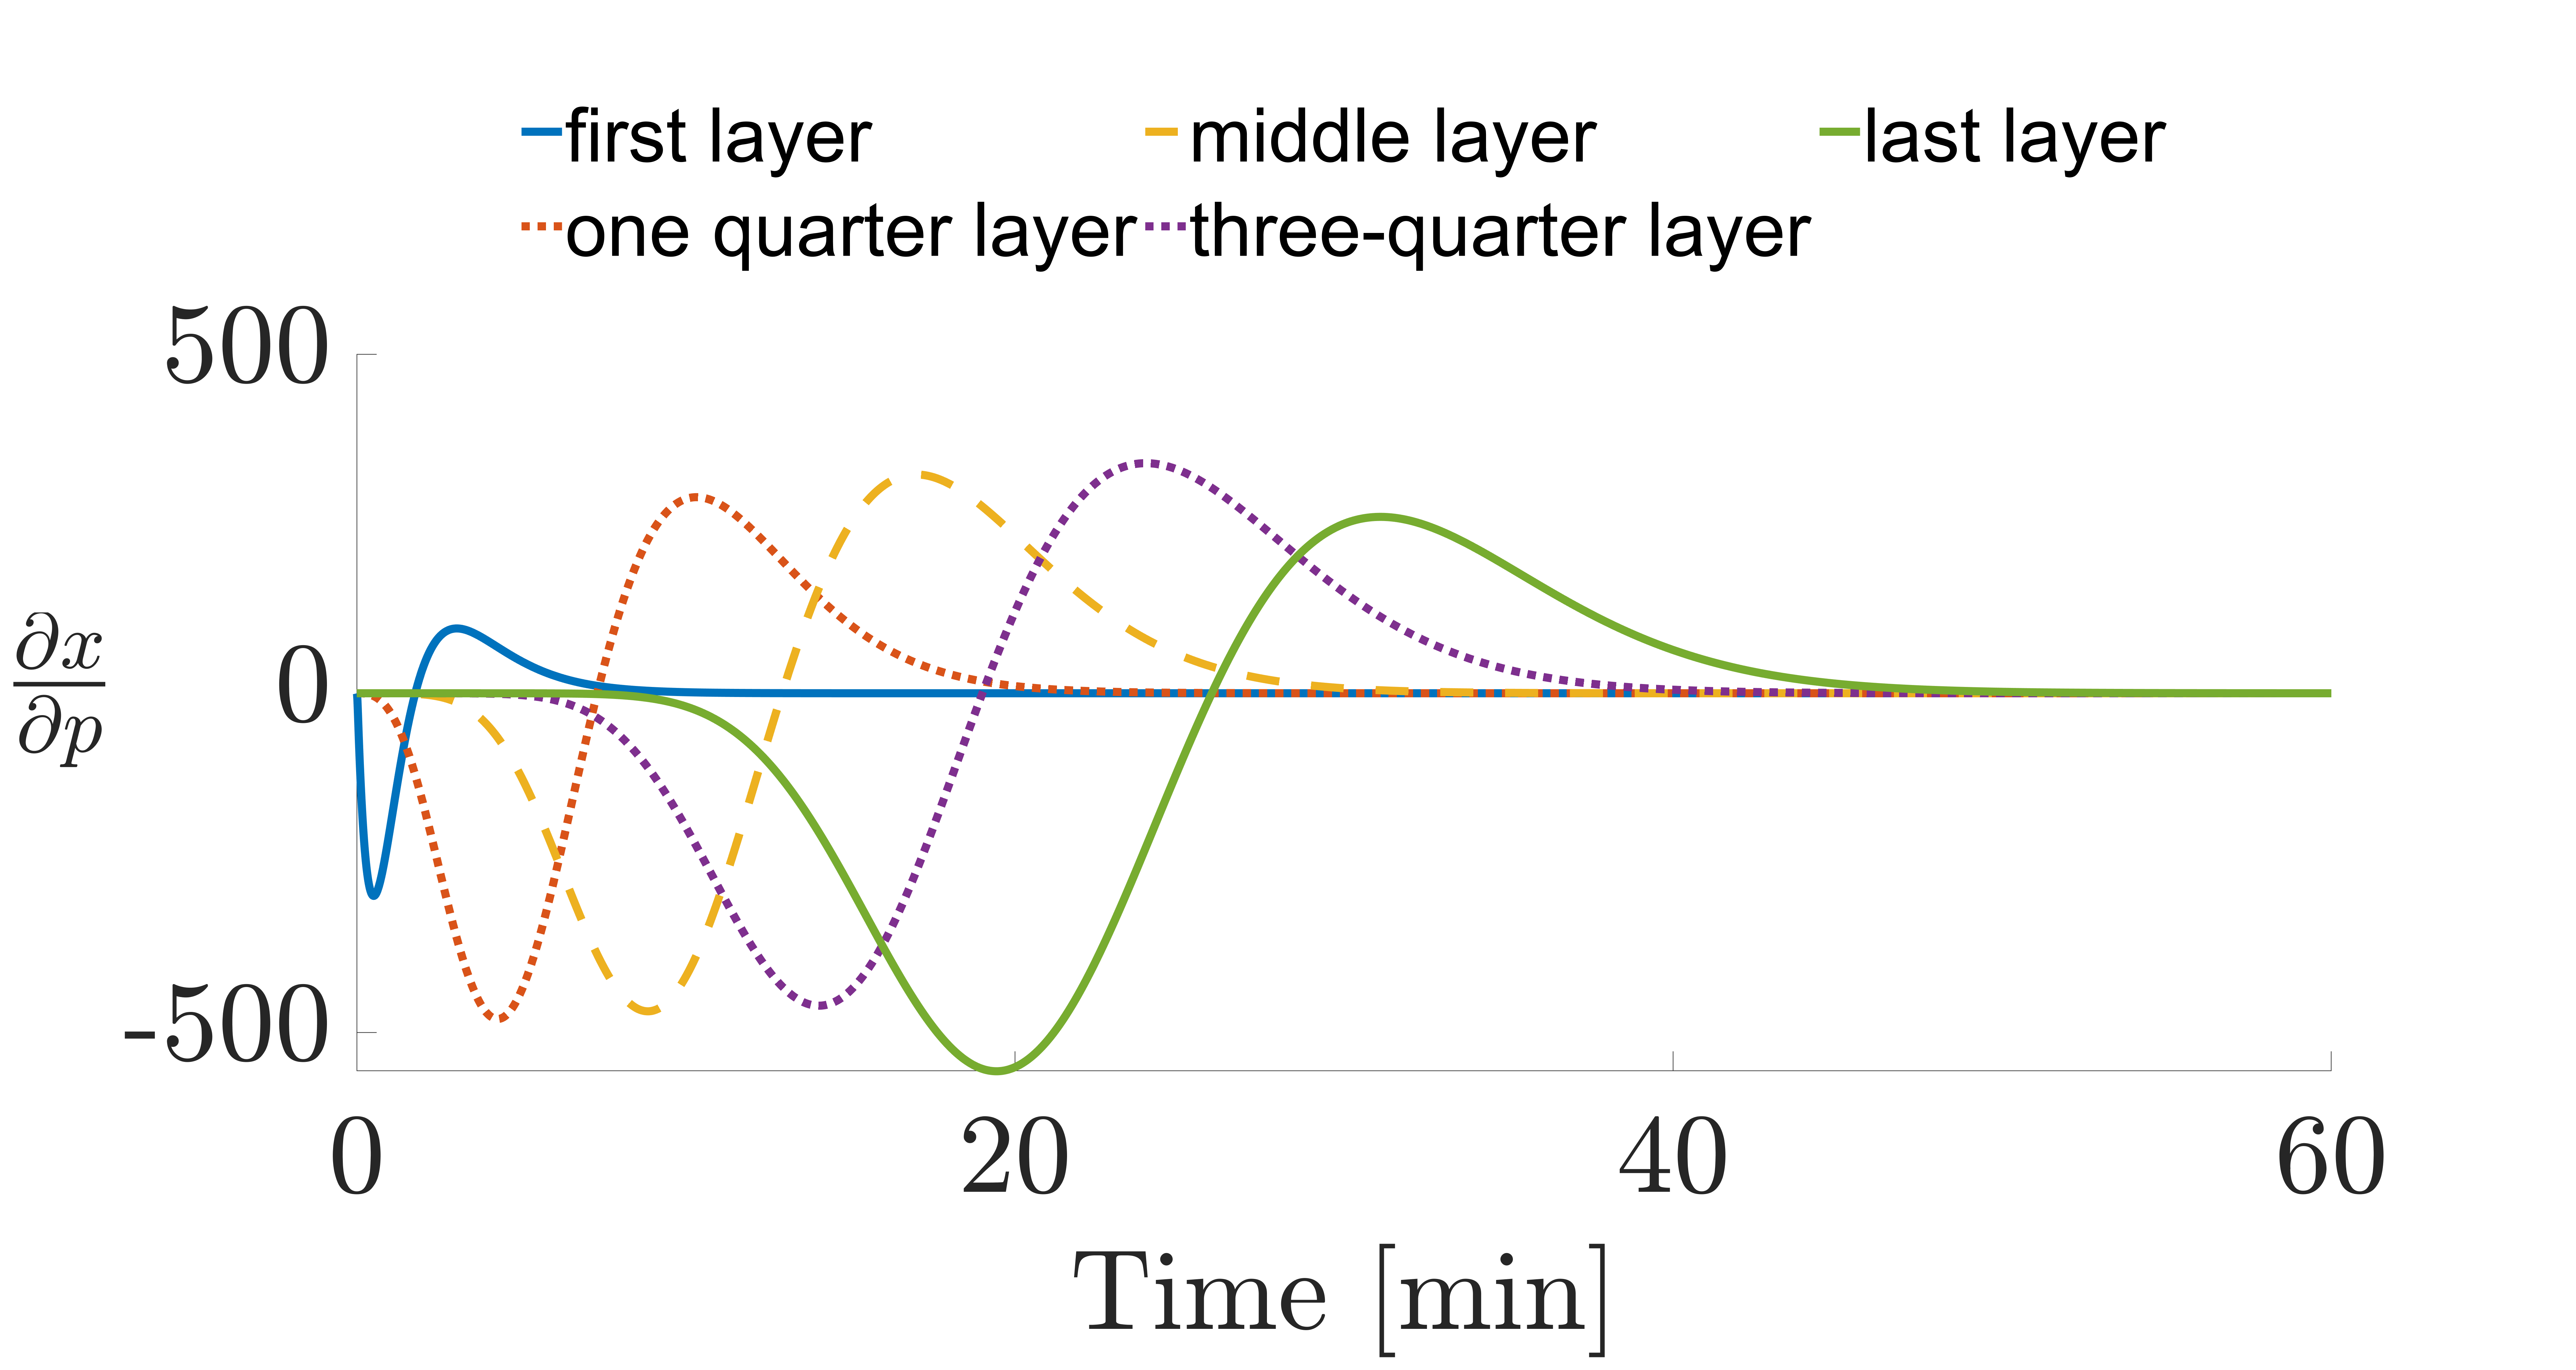 first layer
middle layer
last layer
one quarter layer
three-quarter layer
500
0
-500
∂x
∂p
0
20
40
60
Time [min]